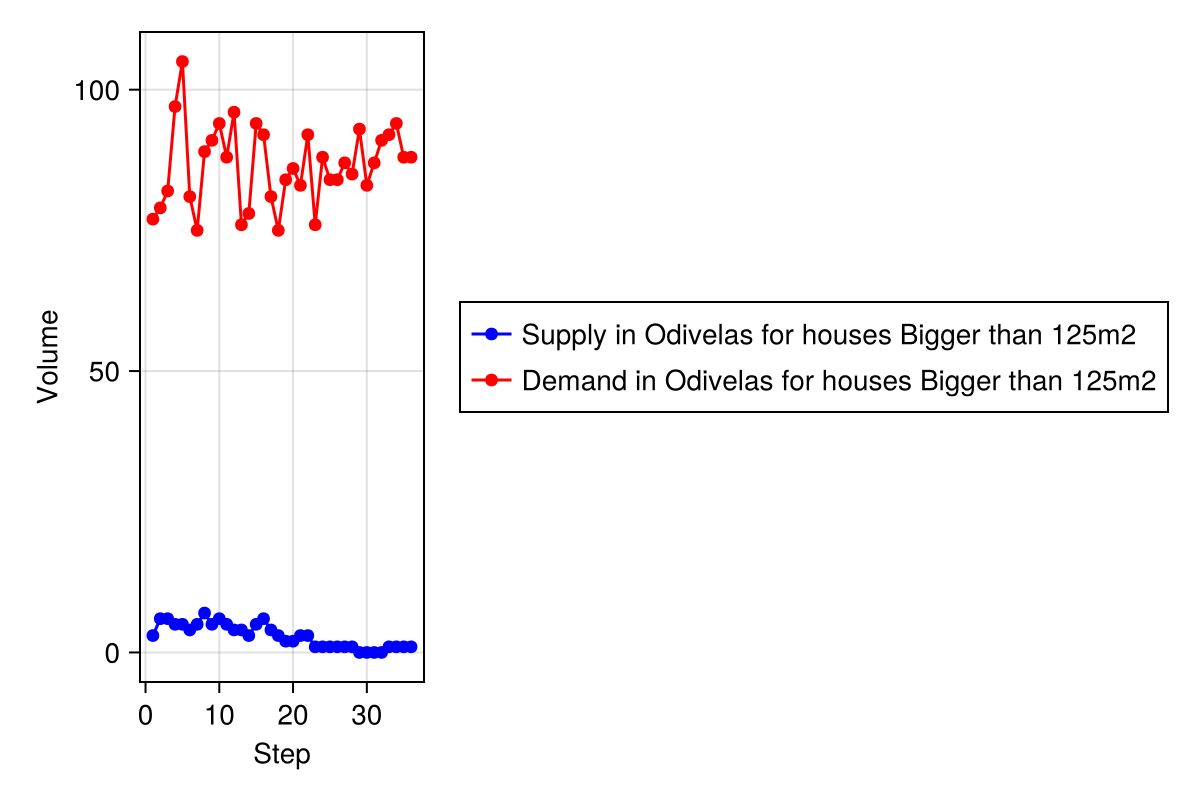 100
50
0
Volume
0 10 20 30
Step
Supply in Odivelas for houses Bigger than 125m2
Demand in Odivelas for houses Bigger than 125m2